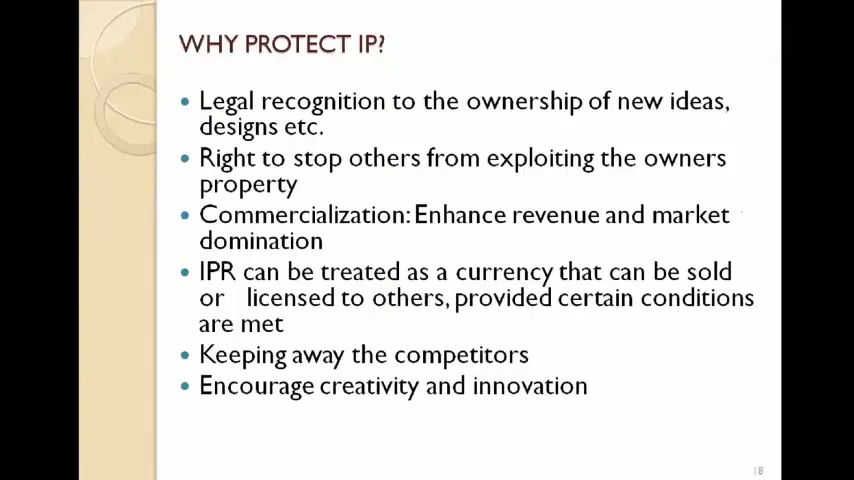 WHY PROTECT IP?
• Legal recognition to the ownership of new ideas,
designs etc.
• Right to stop others from exploiting the owners
property
• Commercialization: Enhance revenue and market
domination
• IPR can be treated as a currency that can be sold
or licensed to others, provided certain conditions
are met
• Keeping away the competitors
• Encourage creativity and innovation
18